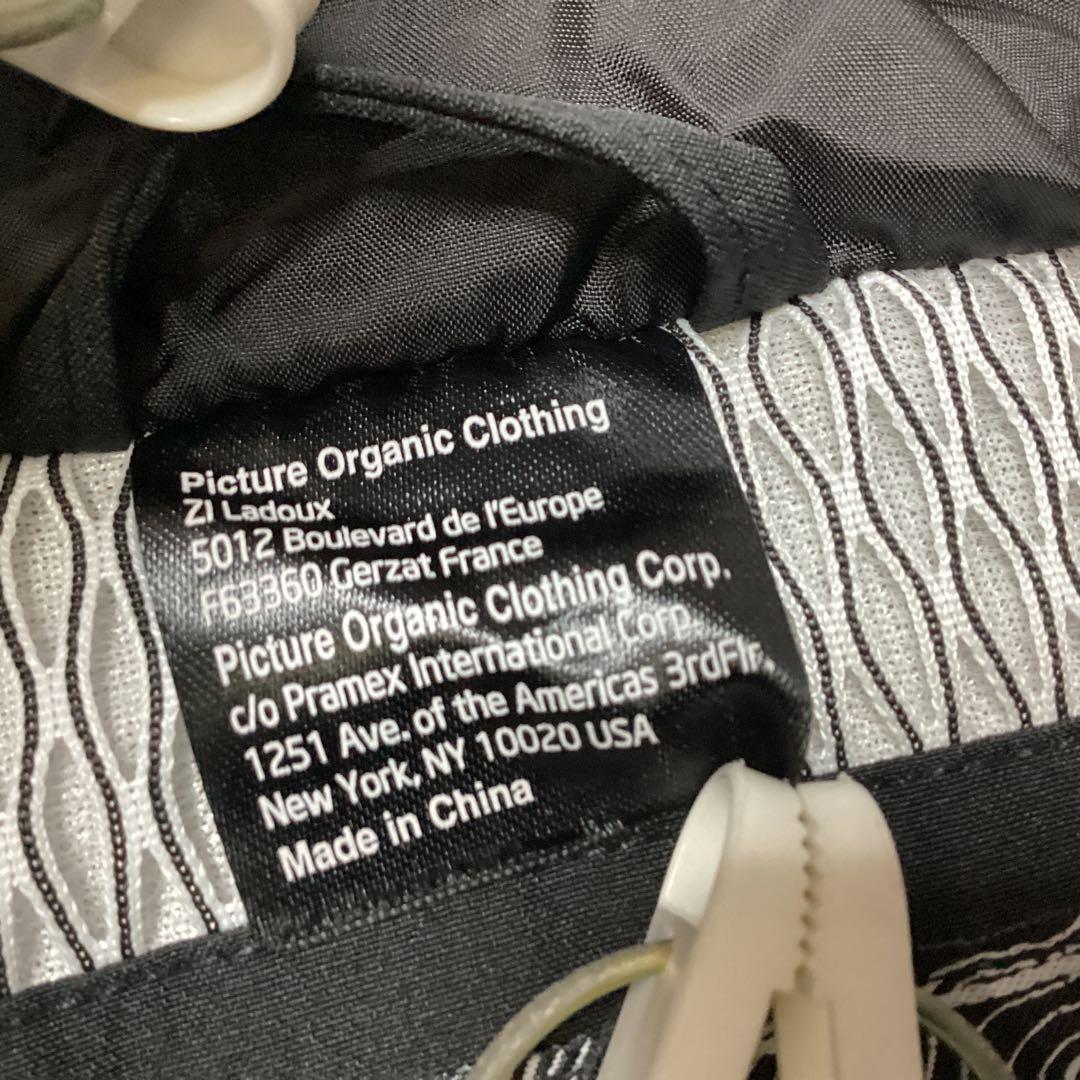 Picture Organic Clothing
ZI Ladoux
5012 Boulevard de l'Europe
F63360 Gerzat France
Picture Organic Clothing Corp.
c/o Pramex International Corp.
1251 Ave. of the Americas 3rdFlr.
New York, NY 10020 USA
Made in China